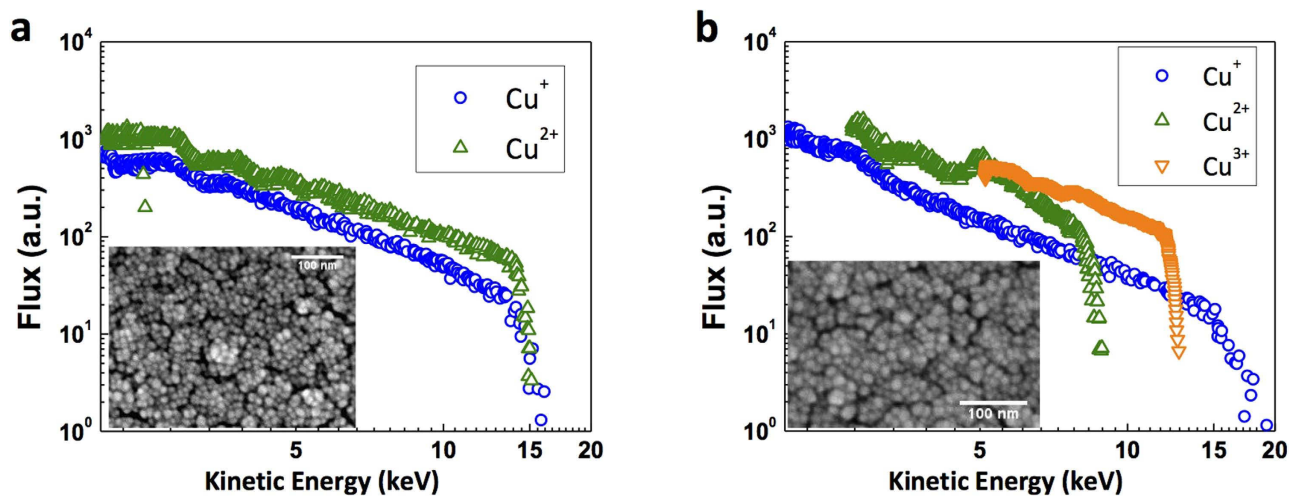 a
10⁴
10³
10²
10¹
10⁰
Flux (a.u.)
Cu⁺
Cu²⁺
100 nm
5
10
15
20
Kinetic Energy (keV)
b
10⁴
10³
10²
10¹
10⁰
Flux (a.u.)
Cu⁺
Cu²⁺
Cu³⁺
100 nm
5
10
15
20
Kinetic Energy (keV)